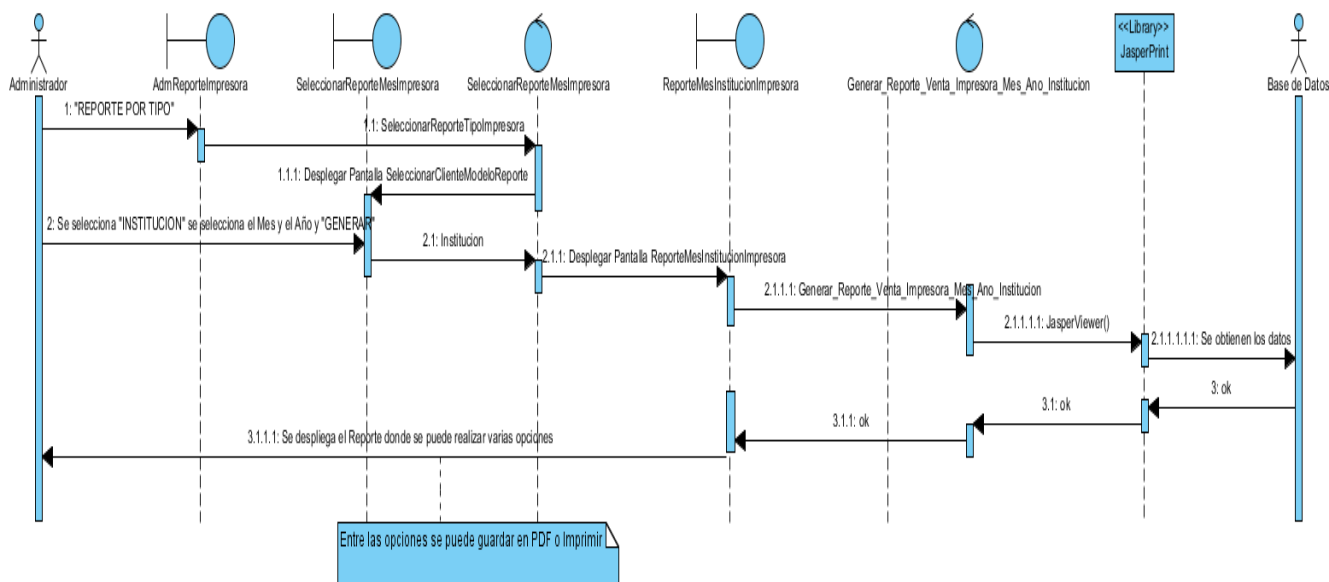 <<Library>>
JasperPrint
Administrador
AdmReporteImpresora
SeleccionarReporteMesImpresora
SeleccionarReporteMesImpresora
ReporteMesInstitucionImpresora
Generar_Reporte_Venta_Impresora_Mes_Ano_Institucion
Base de Datos
1: "REPORTE POR TIPO"
1.1: SeleccionarReporteTipoImpresora
1.1.1: Desplegar Pantalla SeleccionarClienteModeloReporte
2: Se selecciona "INSTITUCION" se selecciona el Mes y el Año y "GENERAR"
2.1: Institucion
2.1.1: Desplegar Pantalla ReporteMesInstitucionImpresora
2.1.1.1: Generar_Reporte_Venta_Impresora_Mes_Ano_Institucion
2.1.1.1.1: JasperViewer()
2.1.1.1.1.1: Se obtienen los datos
3: ok
3.1: ok
3.1.1: ok
3.1.1.1: Se despliega el Reporte donde se puede realizar varias opciones
Entre las opciones se puede guardar en PDF o Imprimir